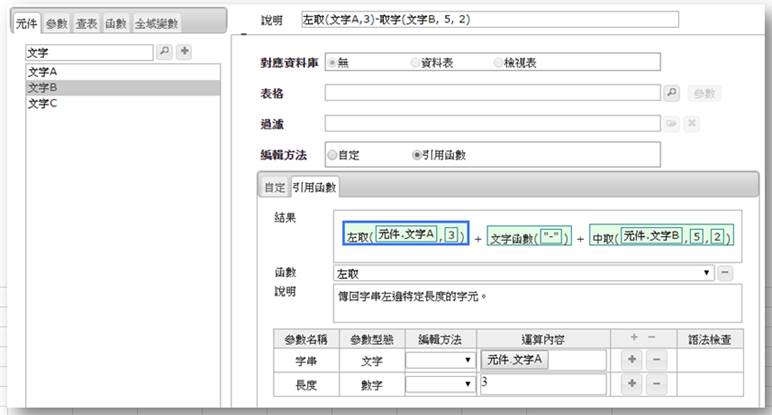 元件 參數 查表 函數 全域變數
文字
文字A
文字B
文字C
說明 左取(文字A,3)-取字(文字B, 5, 2)
對應資料庫 無 資料表 檢視表
表格 參數
過濾
編輯方法 自定 引用函數
自定 引用函數
結果
左取( 元件.文字A , 3 ) + 文字函數( "-" ) + 中取( 元件.文字B , 5 , 2 )
函數 左取
說明 傳回字串左邊特定長度的字元。
參數名稱 參數型態 編輯方法 運算內容 + − 語法檢查
字串 文字 元件.文字A + −
長度 數字 3 + −